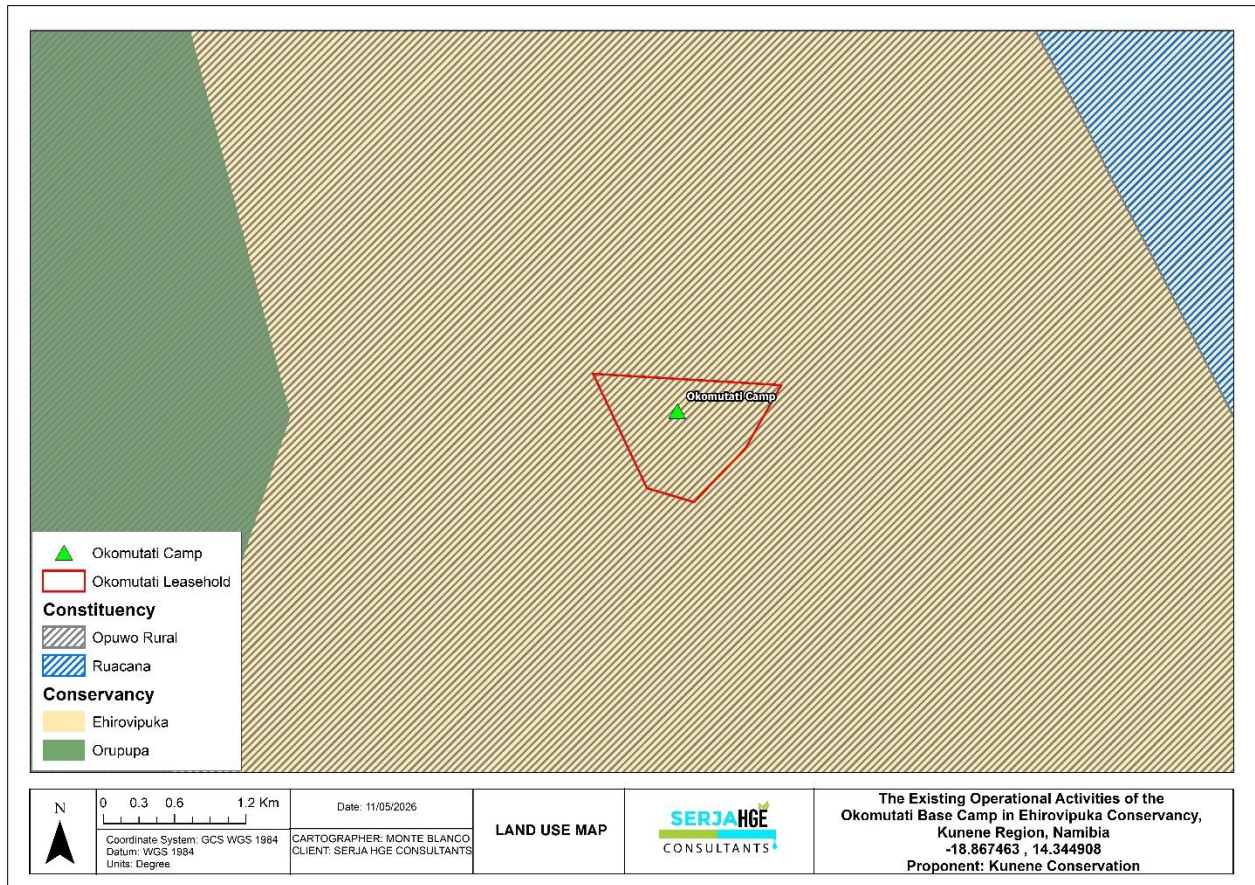 Okomutati Camp
Okomutati Camp
Okomutati Leasehold
Constituency
Opuwo Rural
Ruacana
Conservancy
Ehirovipuka
Orupupa
N
0 0.3 0.6 1.2 Km
Coordinate System: GCS WGS 1984
Datum: WGS 1984
Units: Degree
Date: 11/05/2026
CARTOGRAPHER: MONTE BLANCO
CLIENT: SERJA HGE CONSULTANTS
LAND USE MAP
SERJAHGE
CONSULTANTS
The Existing Operational Activities of the
Okomutati Base Camp in Ehirovipuka Conservancy,
Kunene Region, Namibia
-18.867463 , 14.344908
Proponent: Kunene Conservation